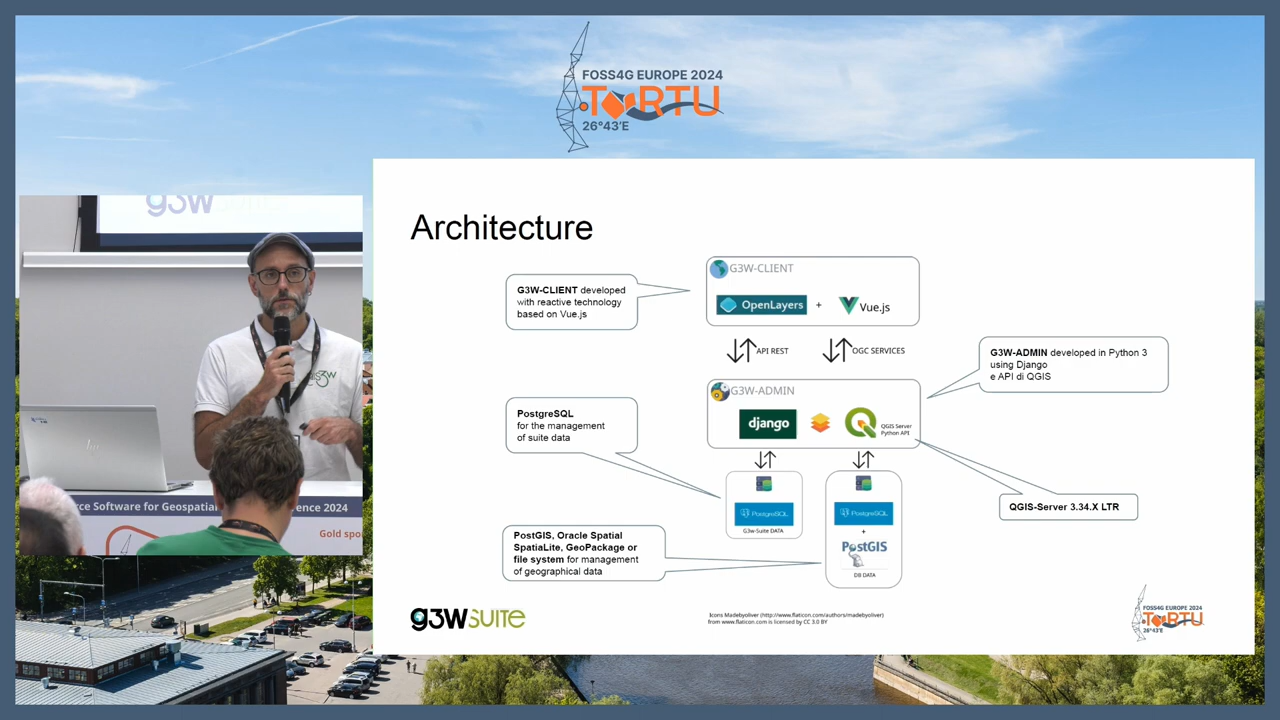 FOSS4G EUROPE 2024
TORTU
26°43'E
g3w
Architecture
G3W-CLIENT
OpenLayers
+
Vue.js
G3W-CLIENT developed
with reactive technology
based on Vue.js
API REST
OGC SERVICES
G3W-ADMIN developed in Python 3
using Django
e API di QGIS
G3W-ADMIN
django
QGIS Server
Python API
PostgreSQL
for the management
of suite data
PostgreSQL
G3w-Suite DATA
PostgreSQL
+
PostGIS
DB DATA
QGIS-Server 3.34.X LTR
PostGIS, Oracle Spatial
SpatiaLite, GeoPackage or
file system for management
of geographical data
g3wSUITE
Icons Madebyoliver (http://www.flaticon.com/authors/madebyoliver)
from www.flaticon.com is licensed by CC 3.0 BY
FOSS4G EUROPE 2024
TORTU
26°43'E
rce Software for Geospatia
ence 2024
Gold spo